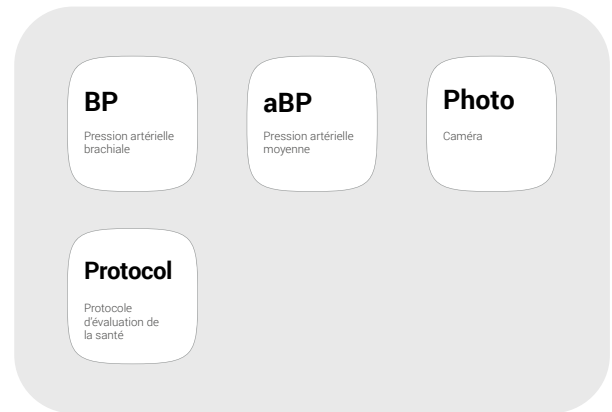 BP
Pression artérielle
brachiale
aBP
Pression artérielle
moyenne
Photo
Caméra
Protocol
Protocole
d'évaluation de
la santé